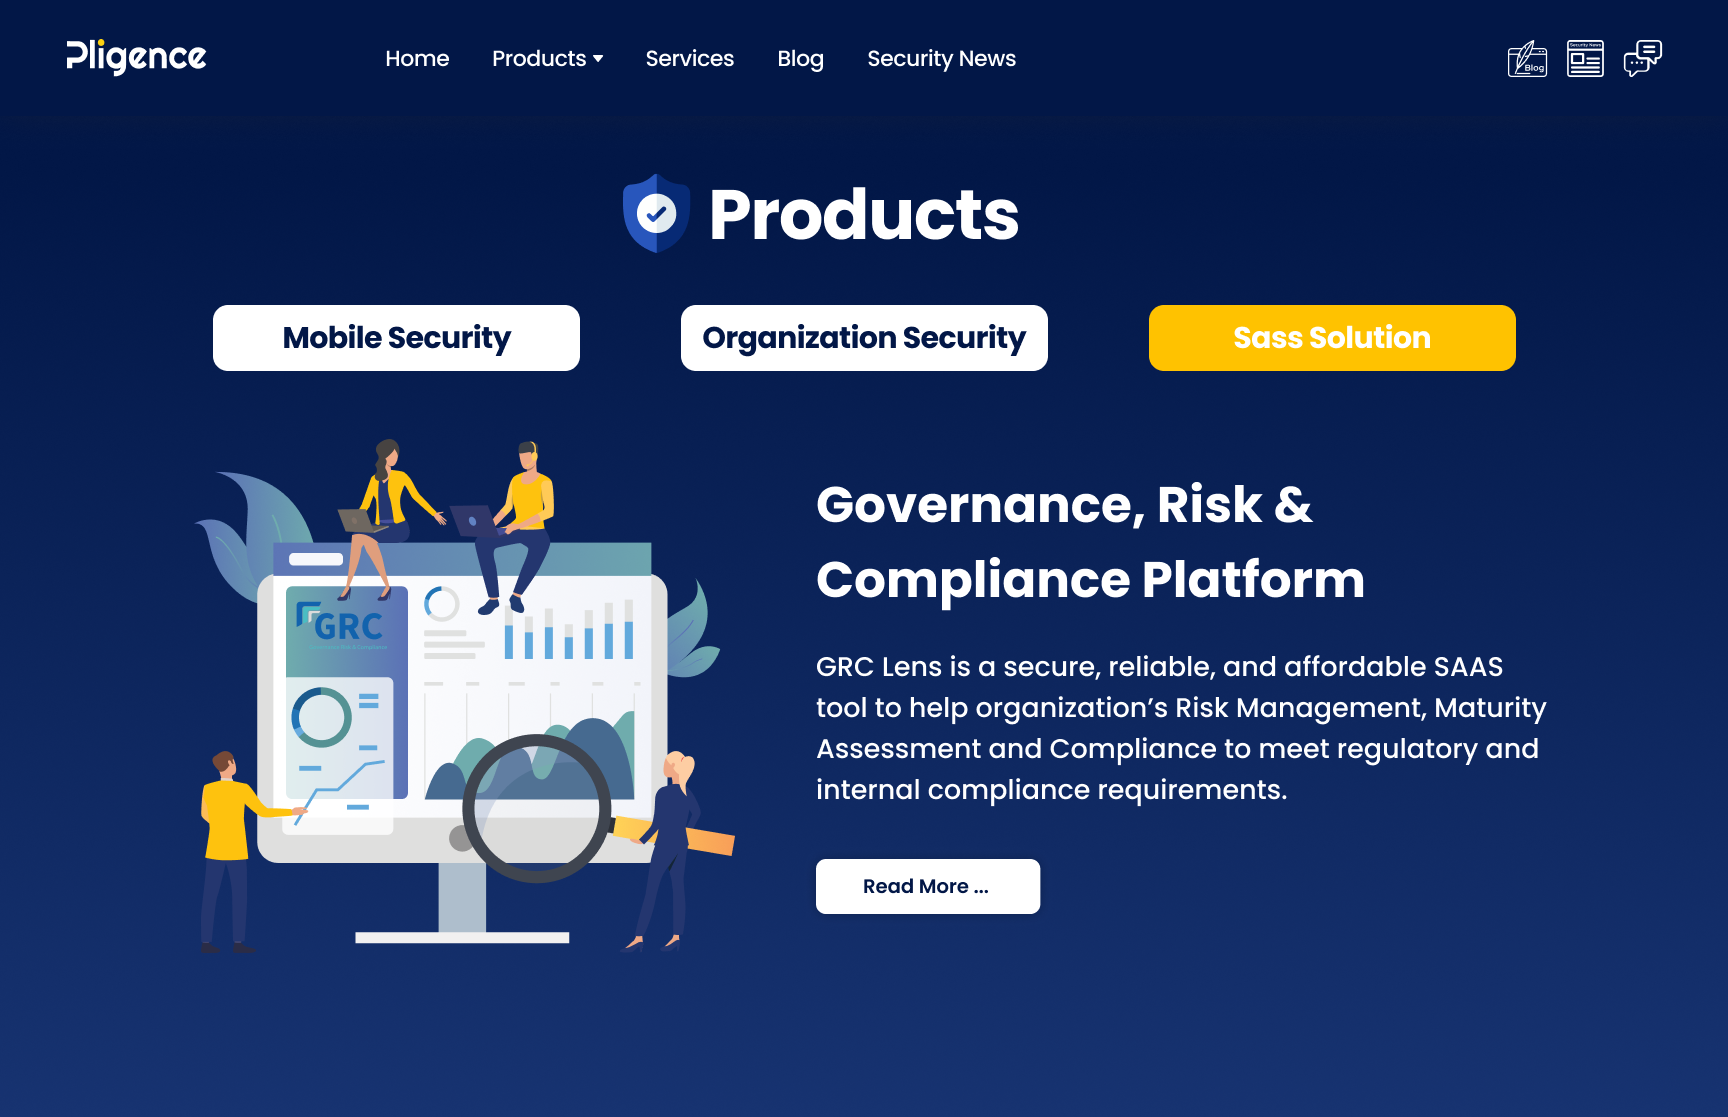 Pligence
Home
Products
Services
Blog
Security News
Blog
Security News
Products
Mobile Security
Organization Security
Sass Solution
GRC
Governance, Risk &
Compliance Platform
GRC Lens is a secure, reliable, and affordable SAAS
tool to help organization’s Risk Management, Maturity
Assessment and Compliance to meet regulatory and
internal compliance requirements.
Read More ...